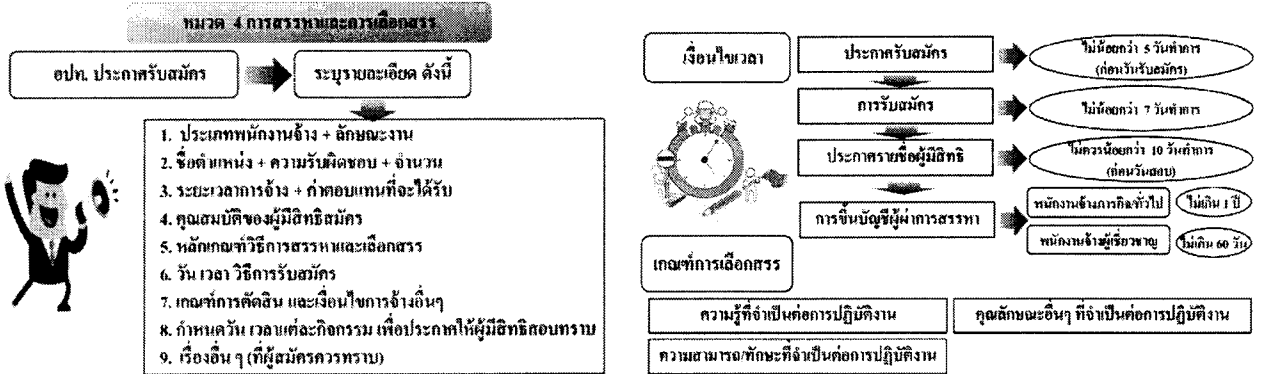 หมวด 4 การสรรหาและการเลือกสรร
อปท. ประกาศรับสมัคร
ระบุรายละเอียด ดังนี้
1. ประเภทพนักงานจ้าง + ลักษณะงาน
2. ชื่อตำแหน่ง + ความรับผิดชอบ + จำนวน
3. ระยะเวลาการจ้าง + ค่าตอบแทนที่จะได้รับ
4. คุณสมบัติของผู้มีสิทธิสมัคร
5. หลักเกณฑ์วิธีการสรรหาและเลือกสรร
6. วัน เวลา วิธีการรับสมัคร
7. เกณฑ์การตัดสิน และเงื่อนไขการจ้างอื่นๆ
8. กำหนดวัน เวลาแต่ละกิจกรรม เพื่อประกาศให้ผู้มีสิทธิสอบทราบ
9. เรื่องอื่น ๆ (ที่ผู้สมัครควรทราบ)
เงื่อนไขเวลา
ประกาศรับสมัคร
ไม่น้อยกว่า 5 วันทำการ
(ก่อนวันรับสมัคร)
การรับสมัคร
ไม่น้อยกว่า 7 วันทำการ
ประกาศรายชื่อผู้มีสิทธิ
ไม่ควรน้อยกว่า 10 วันทำการ
(ก่อนวันสอบ)
การขึ้นบัญชีผู้ผ่าการสรรหา
พนักงานจ้างภารกิจ/ทั่วไป
ไม่เกิน 1 ปี
พนักงานจ้างผู้เชี่ยวชาญ
ไม่เกิน 60 วัน
เกณฑ์การเลือกสรร
ความรู้ที่จำเป็นต่อการปฏิบัติงาน
คุณลักษณะอื่นๆ ที่จำเป็นต่อการปฏิบัติงาน
ความสามารถ/ทักษะที่จำเป็นต่อการปฏิบัติงาน